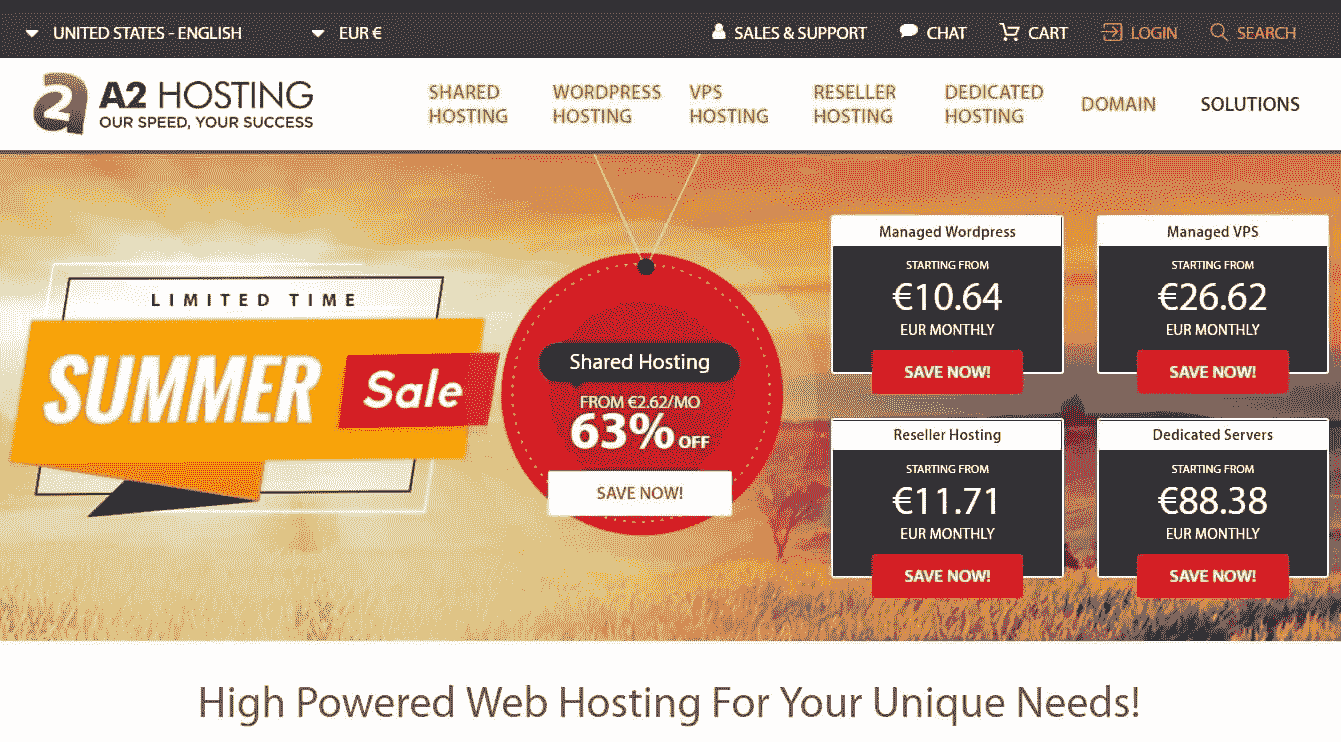 UNITED STATES - ENGLISH
EUR €
SALES & SUPPORT
CHAT
CART
LOGIN
SEARCH
A2 HOSTING
OUR SPEED, YOUR SUCCESS
SHARED
HOSTING
WORDPRESS
HOSTING
VPS
HOSTING
RESELLER
HOSTING
DEDICATED
HOSTING
DOMAIN
SOLUTIONS
LIMITED TIME
SUMMER
Sale
Shared Hosting
FROM €2.62/MO
63% OFF
SAVE NOW!
Managed Wordpress
STARTING FROM
€10.64
EUR MONTHLY
SAVE NOW!
Managed VPS
STARTING FROM
€26.62
EUR MONTHLY
SAVE NOW!
Reseller Hosting
STARTING FROM
€11.71
EUR MONTHLY
SAVE NOW!
Dedicated Servers
STARTING FROM
€88.38
EUR MONTHLY
SAVE NOW!
High Powered Web Hosting For Your Unique Needs!